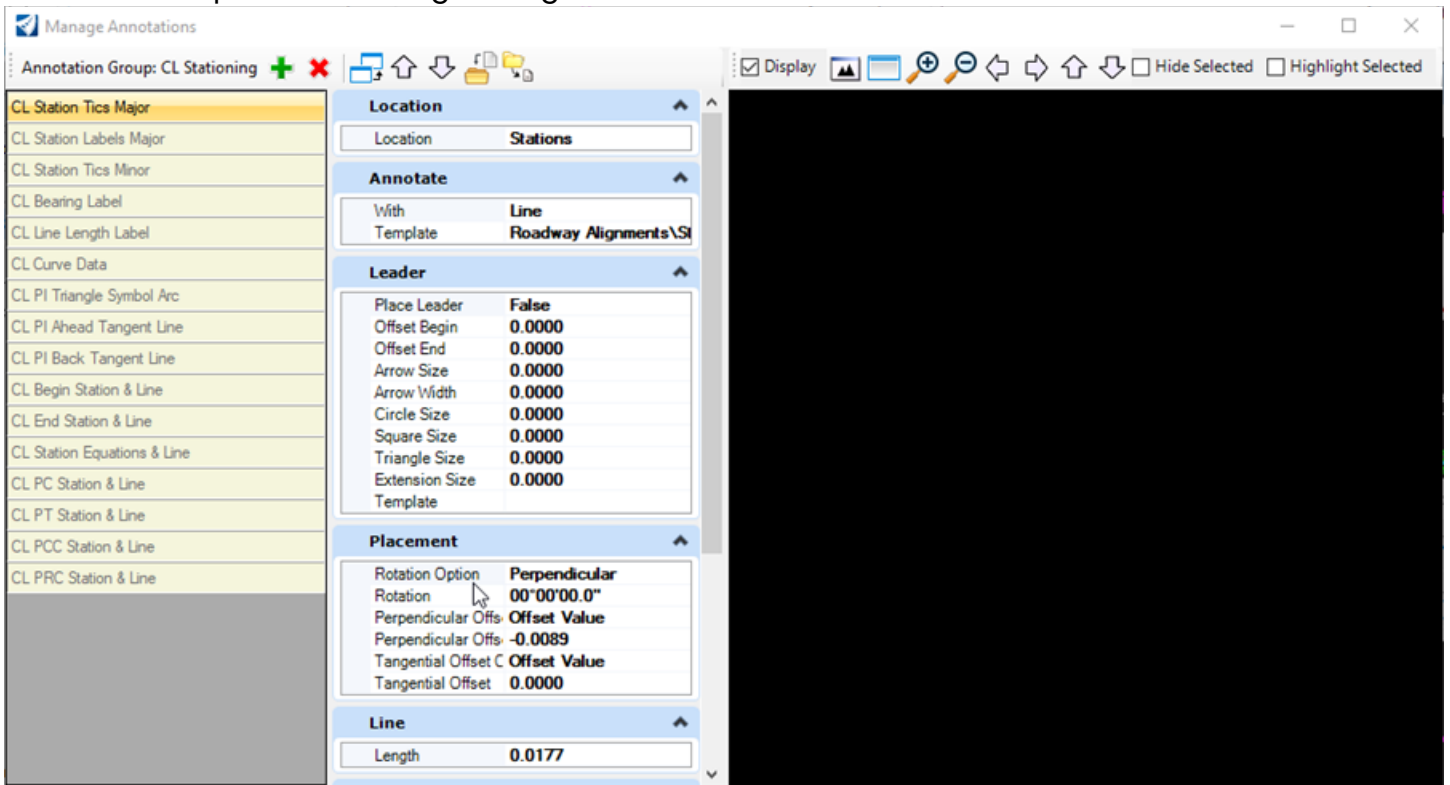 Manage Annotations
Annotation Group: CL Stationing
Display
Hide Selected
Highlight Selected
CL Station Tics Major
CL Station Labels Major
CL Station Tics Minor
CL Bearing Label
CL Line Length Label
CL Curve Data
CL PI Triangle Symbol Arc
CL PI Ahead Tangent Line
CL PI Back Tangent Line
CL Begin Station & Line
CL End Station & Line
CL Station Equations & Line
CL PC Station & Line
CL PT Station & Line
CL PCC Station & Line
CL PRC Station & Line
Location
Location Stations
Annotate
With Line
Template Roadway Alignments\St
Leader
Place Leader False
Offset Begin 0.0000
Offset End 0.0000
Arrow Size 0.0000
Arrow Width 0.0000
Circle Size 0.0000
Square Size 0.0000
Triangle Size 0.0000
Extension Size 0.0000
Template
Placement
Rotation Option Perpendicular
Rotation 00°00'00.0"
Perpendicular Offs Offset Value
Perpendicular Offs -0.0089
Tangential Offset C Offset Value
Tangential Offset 0.0000
Line
Length 0.0177